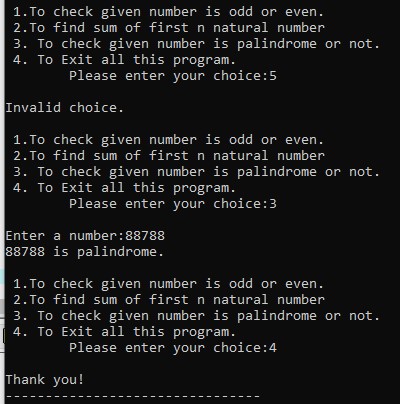 1.To check given number is odd or even.
2.To find sum of first n natural number
3. To check given number is palindrome or not.
4. To Exit all this program.
Please enter your choice:5
Invalid choice.
1.To check given number is odd or even.
2.To find sum of first n natural number
3. To check given number is palindrome or not.
4. To Exit all this program.
Please enter your choice:3
Enter a number:88788
88788 is palindrome.
1.To check given number is odd or even.
2.To find sum of first n natural number
3. To check given number is palindrome or not.
4. To Exit all this program.
Please enter your choice:4
Thank you!
--------------------------------